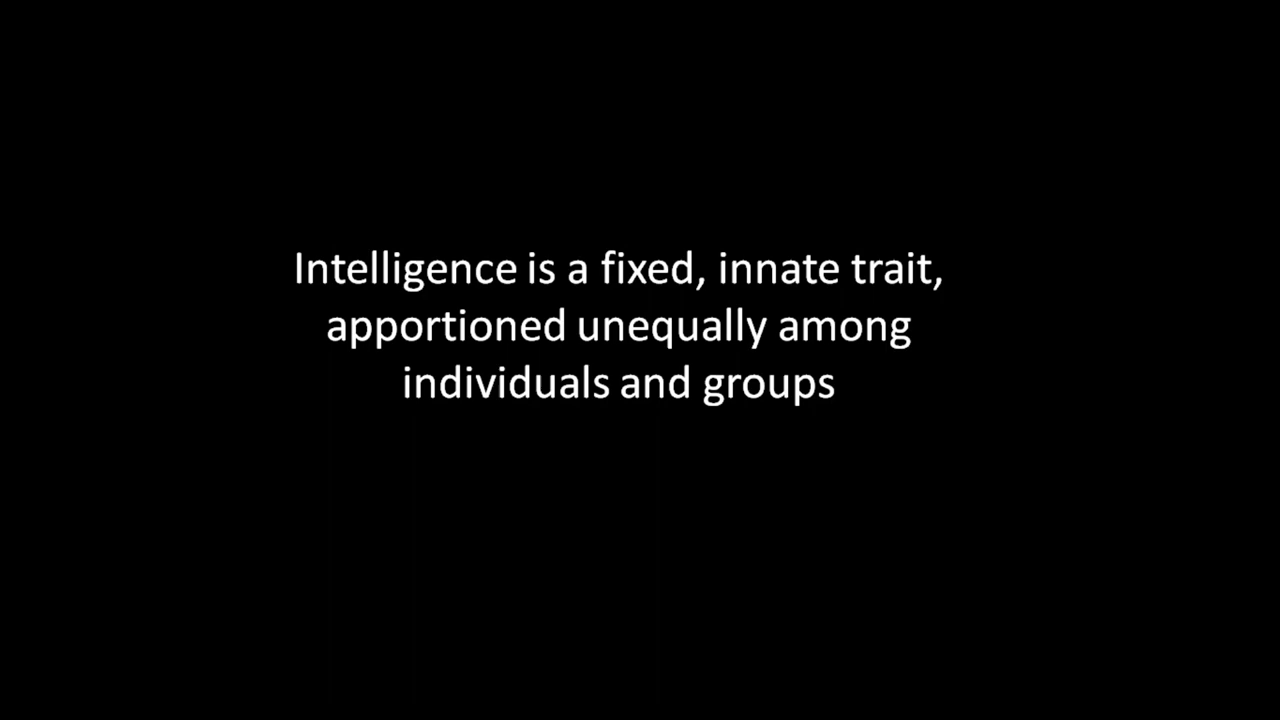 Intelligence is a fixed, innate trait,
apportioned unequally among
individuals and groups